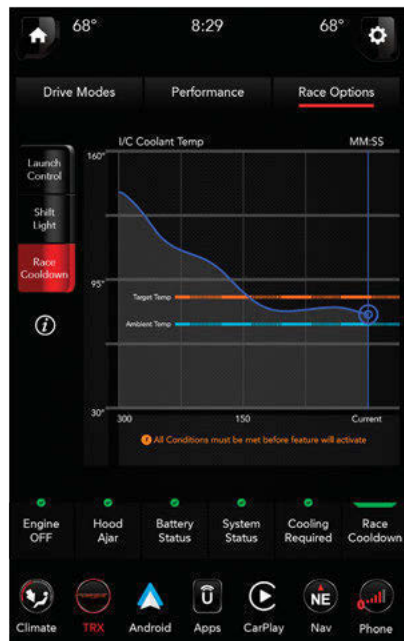 68° 8:29 68°
Drive Modes Performance Race Options
I/C Coolant Temp MM:SS
160°
Launch
Control
Shift
Light
Race
Cooldown
95°
Target Temp
Ambient Temp
i
30°
300 150 Current
! All Conditions must be met before feature will activate
Engine
OFF
Hood
Ajar
Battery
Status
System
Status
Cooling
Required
Race
Cooldown
U
NE
Climate TRX Android Apps CarPlay Nav Phone